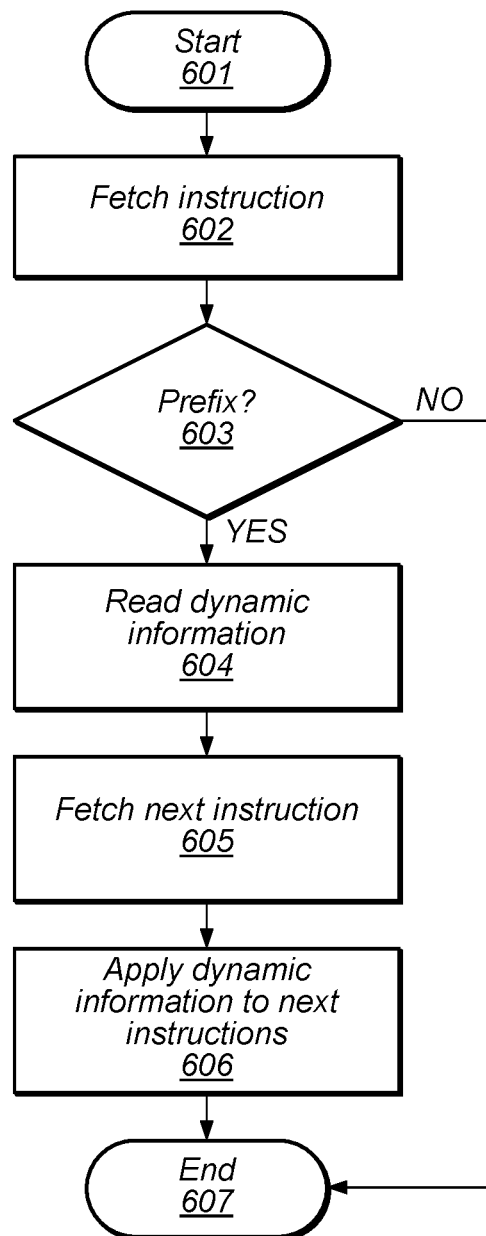 Start
601
Fetch instruction
602
Prefix?
603
NO
YES
Read dynamic
information
604
Fetch next instruction
605
Apply dynamic
information to next
instructions
606
End
607